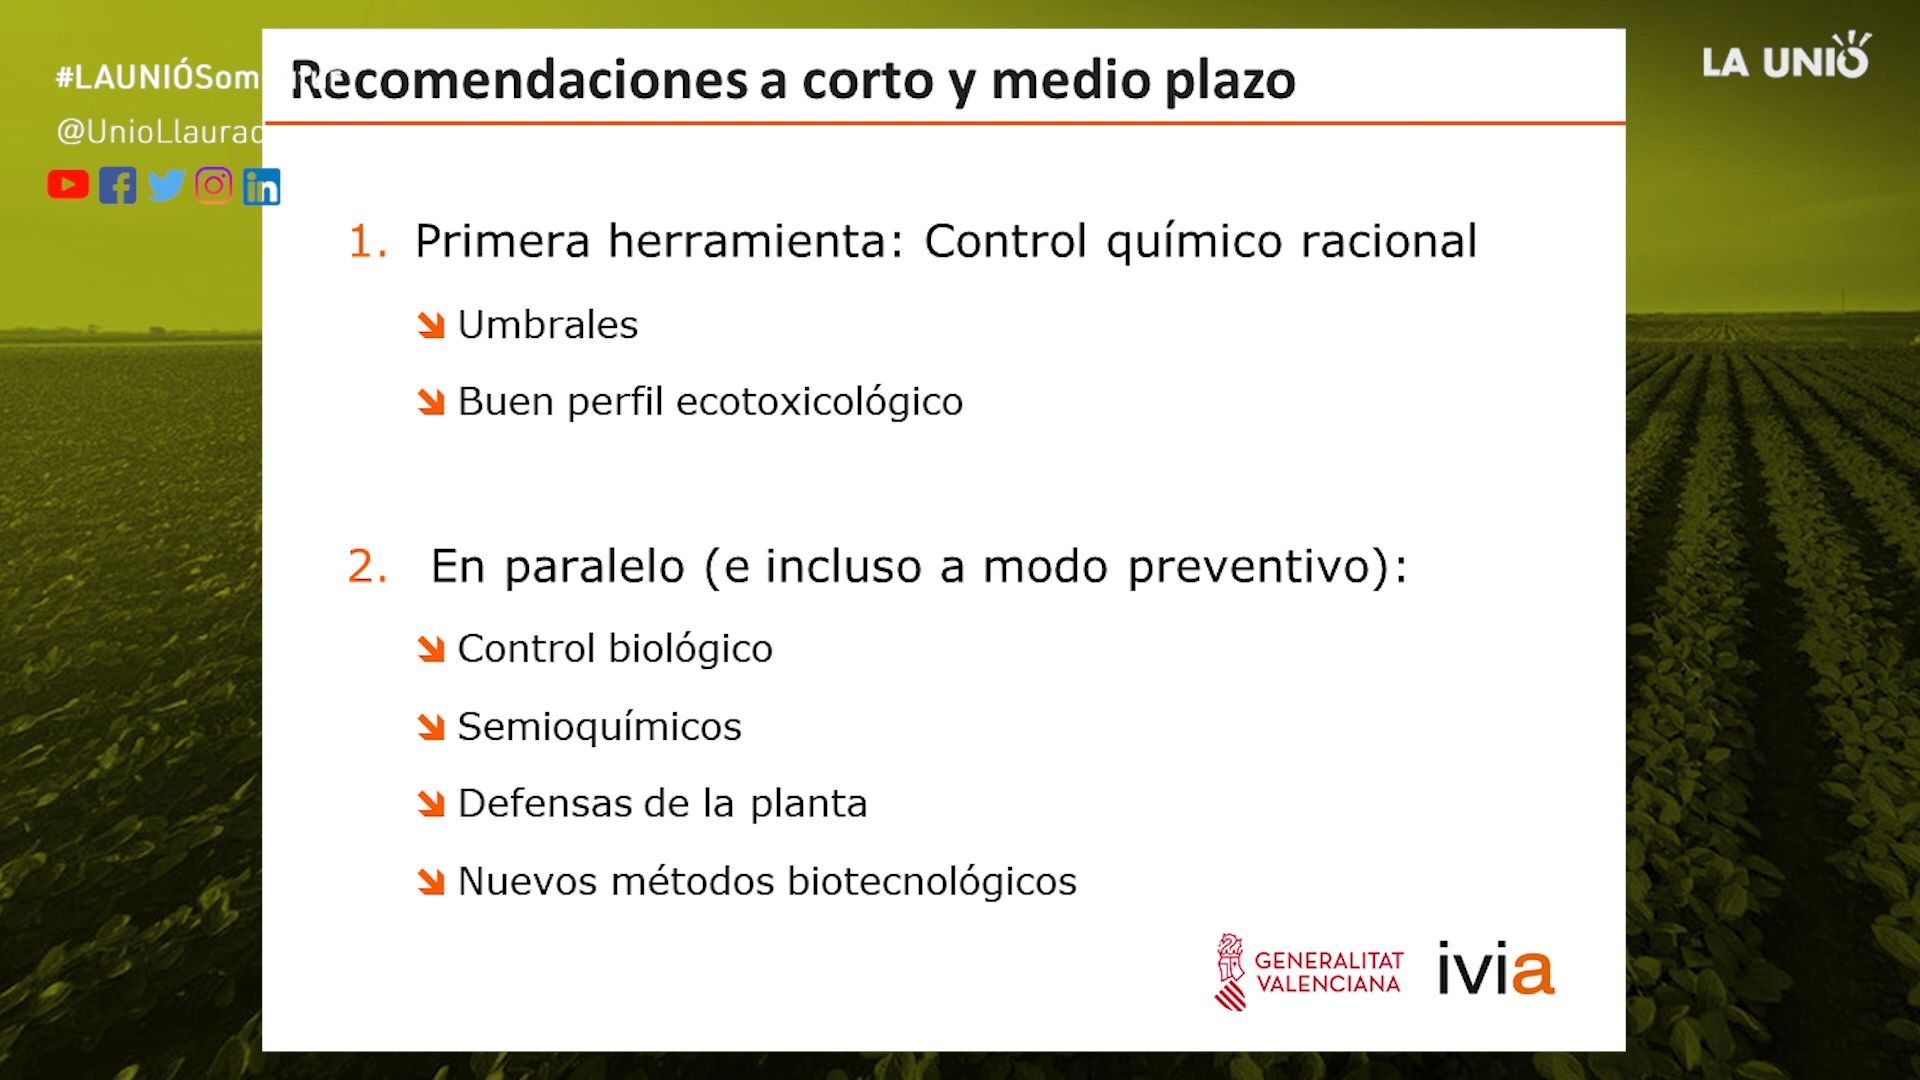 #LAUNIÓSom
@UnioLlaurad
LA UNIÓ
Recomendaciones a corto y medio plazo
1. Primera herramienta: Control químico racional
Umbrales
Buen perfil ecotoxicológico
2. En paralelo (e incluso a modo preventivo):
Control biológico
Semioquímicos
Defensas de la planta
Nuevos métodos biotecnológicos
GENERALITAT
VALENCIANA
ivia